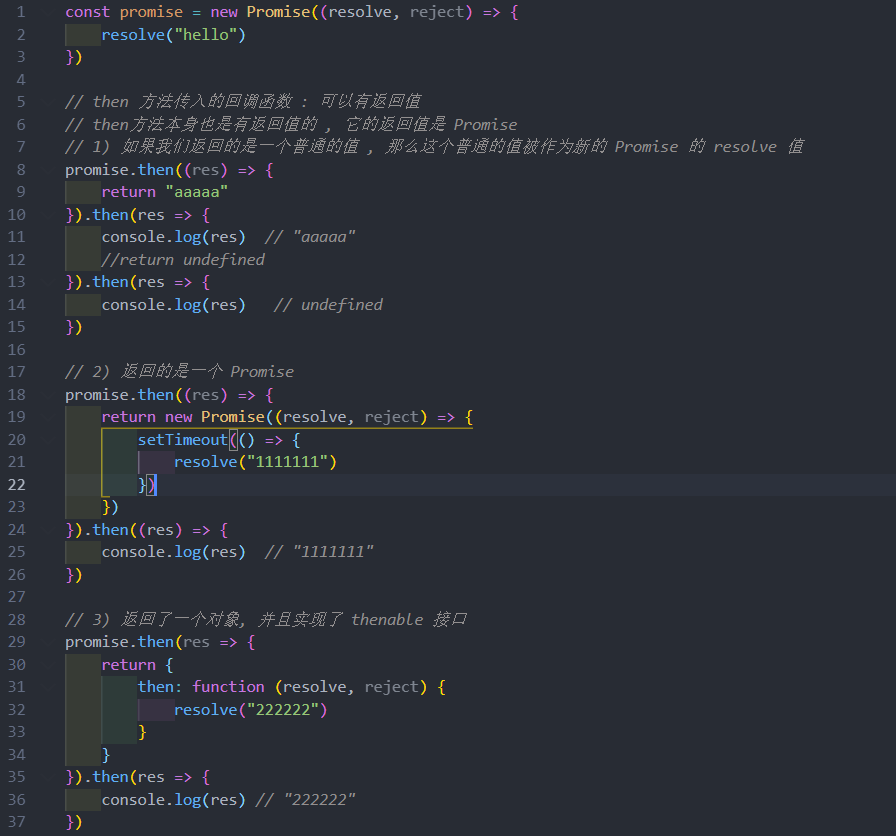 1 const promise = new Promise((resolve, reject) => {
2     resolve("hello")
3 })
4
5 // then 方法传入的回调函数 : 可以有返回值
6 // then方法本身也是有返回值的 , 它的返回值是 Promise
7 // 1) 如果我们返回的是一个普通的值 , 那么这个普通的值被作为新的 Promise 的 resolve 值
8 promise.then((res) => {
9     return "aaaaa"
10 }).then(res => {
11     console.log(res)  // "aaaaa"
12     //return undefined
13 }).then(res => {
14     console.log(res)   // undefined
15 })
16
17 // 2) 返回的是一个 Promise
18 promise.then((res) => {
19     return new Promise((resolve, reject) => {
20         setTimeout(() => {
21             resolve("1111111")
22         })
23     })
24 }).then((res) => {
25     console.log(res)  // "1111111"
26 })
27
28 // 3) 返回了一个对象, 并且实现了 thenable 接口
29 promise.then(res => {
30     return {
31         then: function (resolve, reject) {
32             resolve("222222")
33         }
34     }
35 }).then(res => {
36     console.log(res) // "222222"
37 })